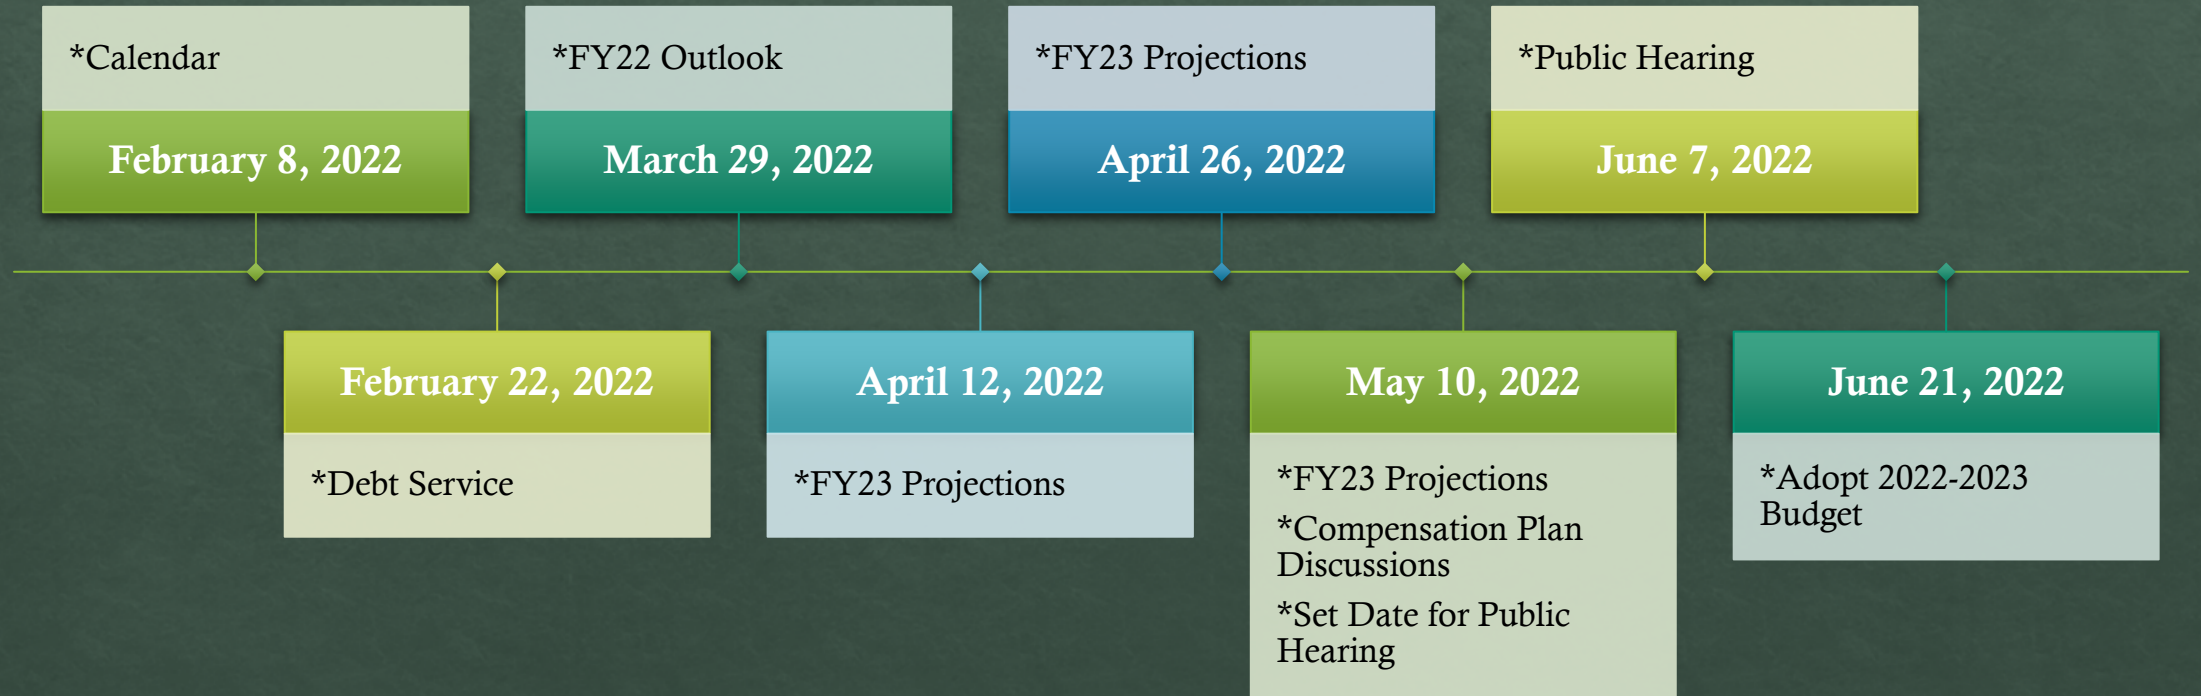 *Calendar
February 8, 2022
February 22, 2022
*Debt Service
*FY22 Outlook
March 29, 2022
April 12, 2022
*FY23 Projections
*FY23 Projections
April 26, 2022
May 10, 2022
*FY23 Projections
*Compensation Plan
Discussions
*Set Date for Public
Hearing
*Public Hearing
June 7, 2022
June 21, 2022
*Adopt 2022-2023
Budget